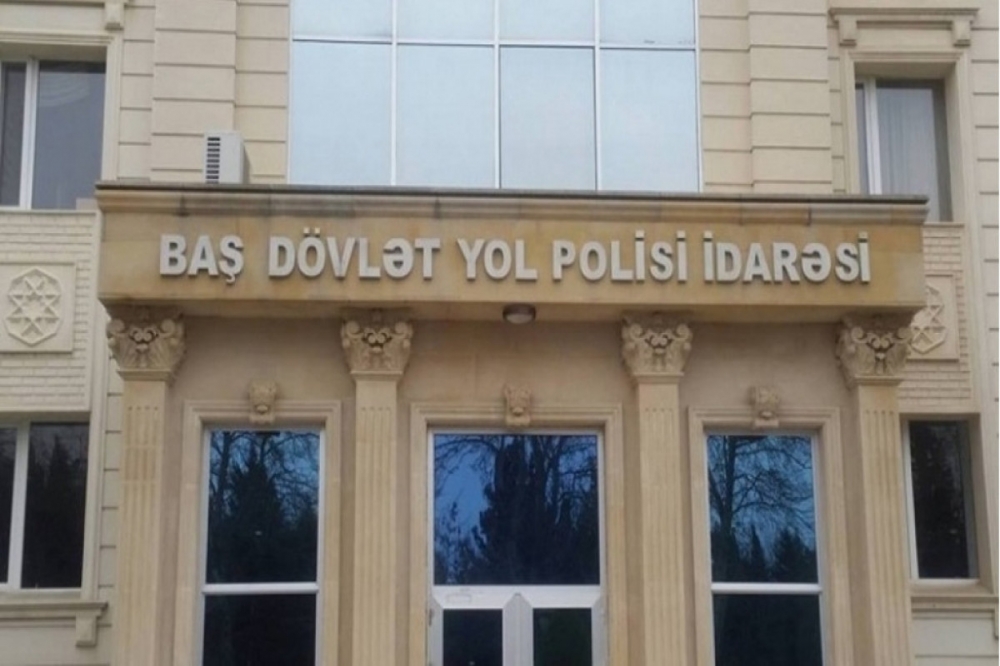 BAŞ DÖVLƏT YOL POLİSİ İDARƏSİ